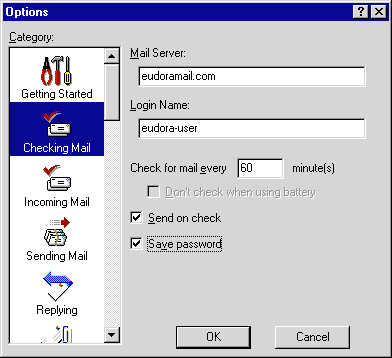 Options
Category:
Getting Started
Checking Mail
Incoming Mail
Sending Mail
Replying
Mail Server:
eudoramail.com
Login Name:
eudora-user
Check for mail every 60 minute(s)
Don't check when using battery
Send on check
Save password
OK
Cancel